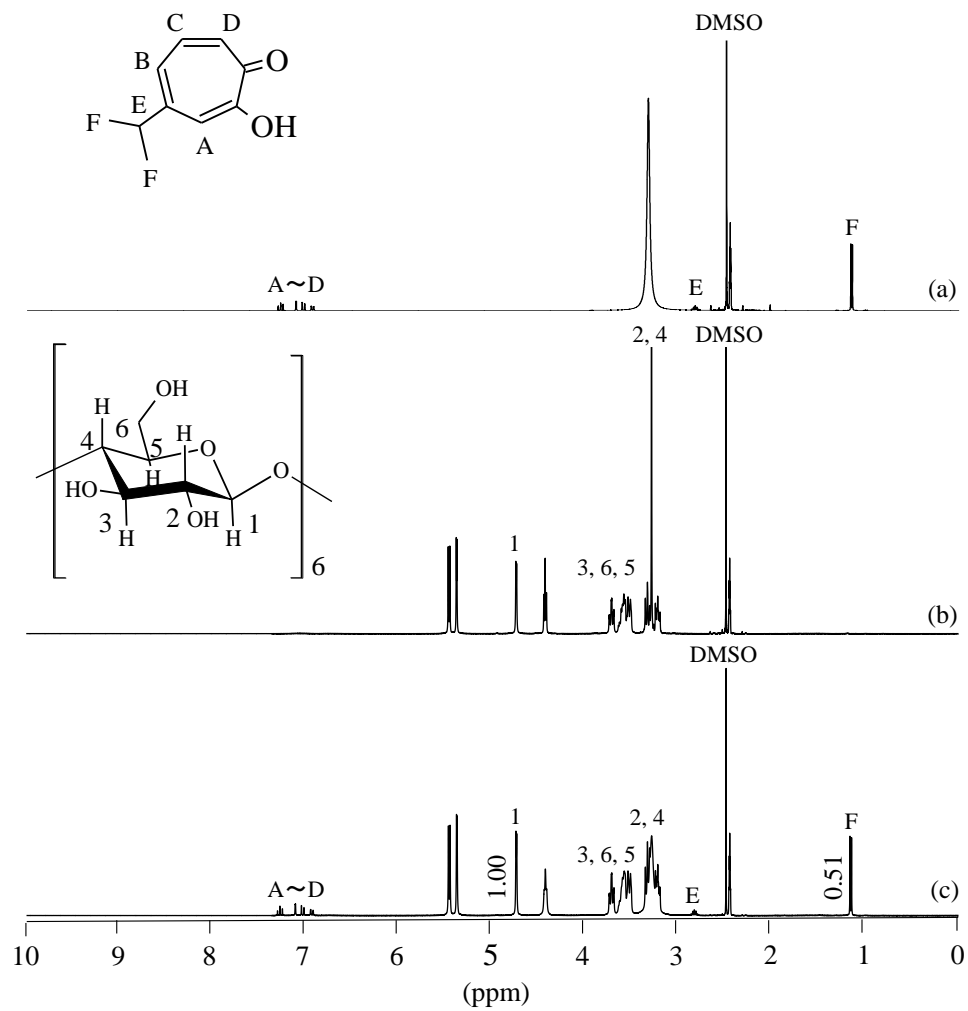 C D
B
O
E
F
OH
A
F
DMSO
F
A～D
E
(a)
2, 4
DMSO
OH
H
6
H
4
5
O
O
H
HO
3
2
OH
1
H
H
6
1
3, 6, 5
(b)
DMSO
1
2, 4
F
3, 6, 5
1.00
0.51
A～D
E
(c)
10 9 8 7 6 5 4 3 2 1 0
(ppm)